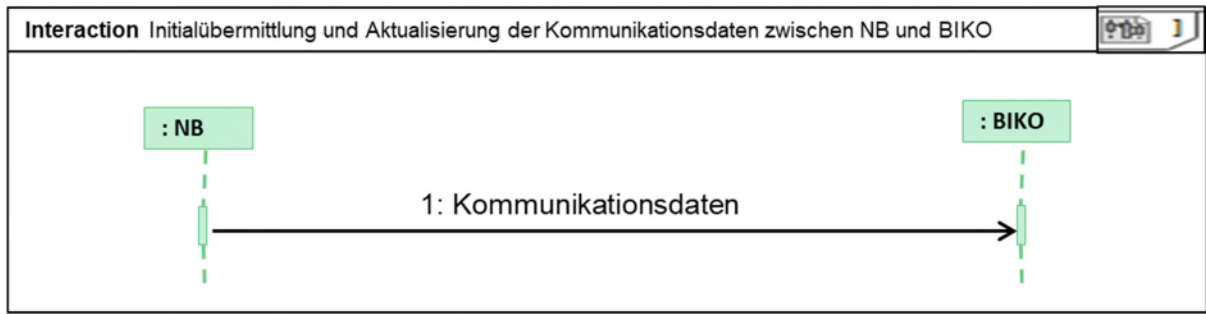 Interaction Initialübermittlung und Aktualisierung der Kommunikationsdaten zwischen NB und BIKO
: NB
: BIKO
1: Kommunikationsdaten